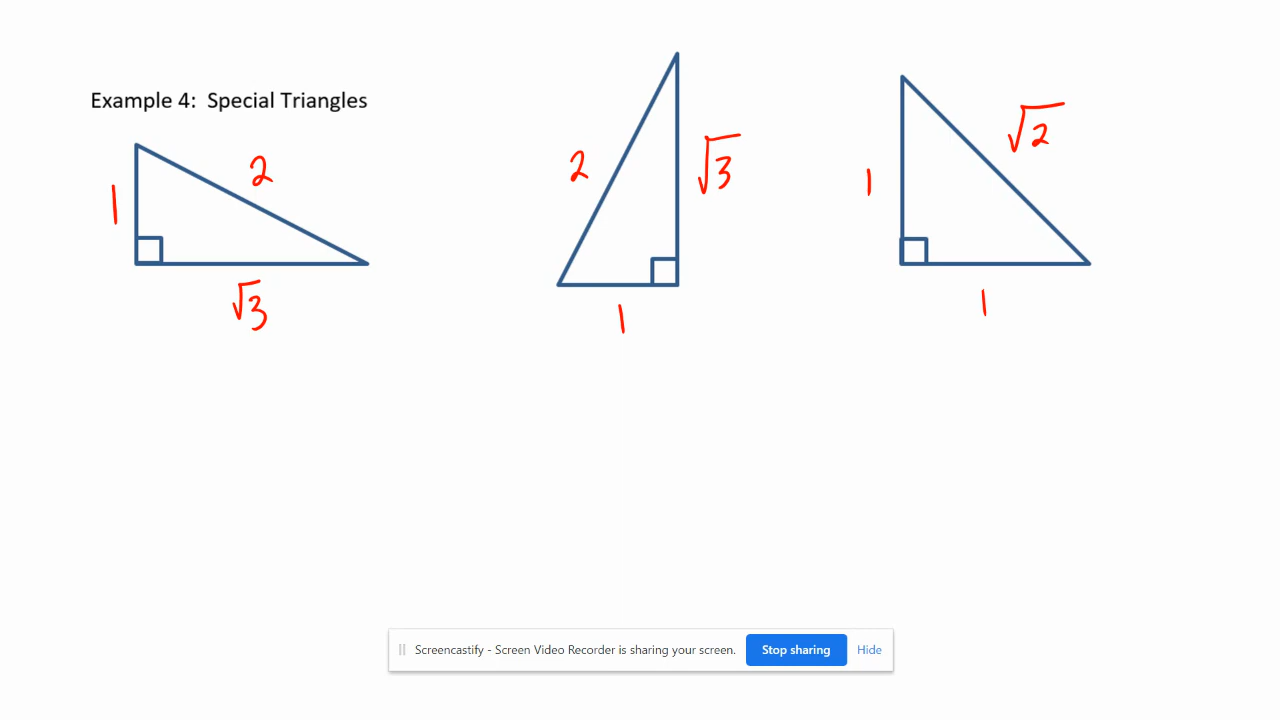 Example 4: Special Triangles
1
2
√3
2
√3
1
1
√2
1
Screencastify - Screen Video Recorder is sharing your screen.
Stop sharing
Hide